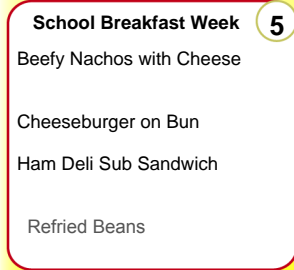 School Breakfast Week 5
Beefy Nachos with Cheese
Cheeseburger on Bun
Ham Deli Sub Sandwich
Refried Beans